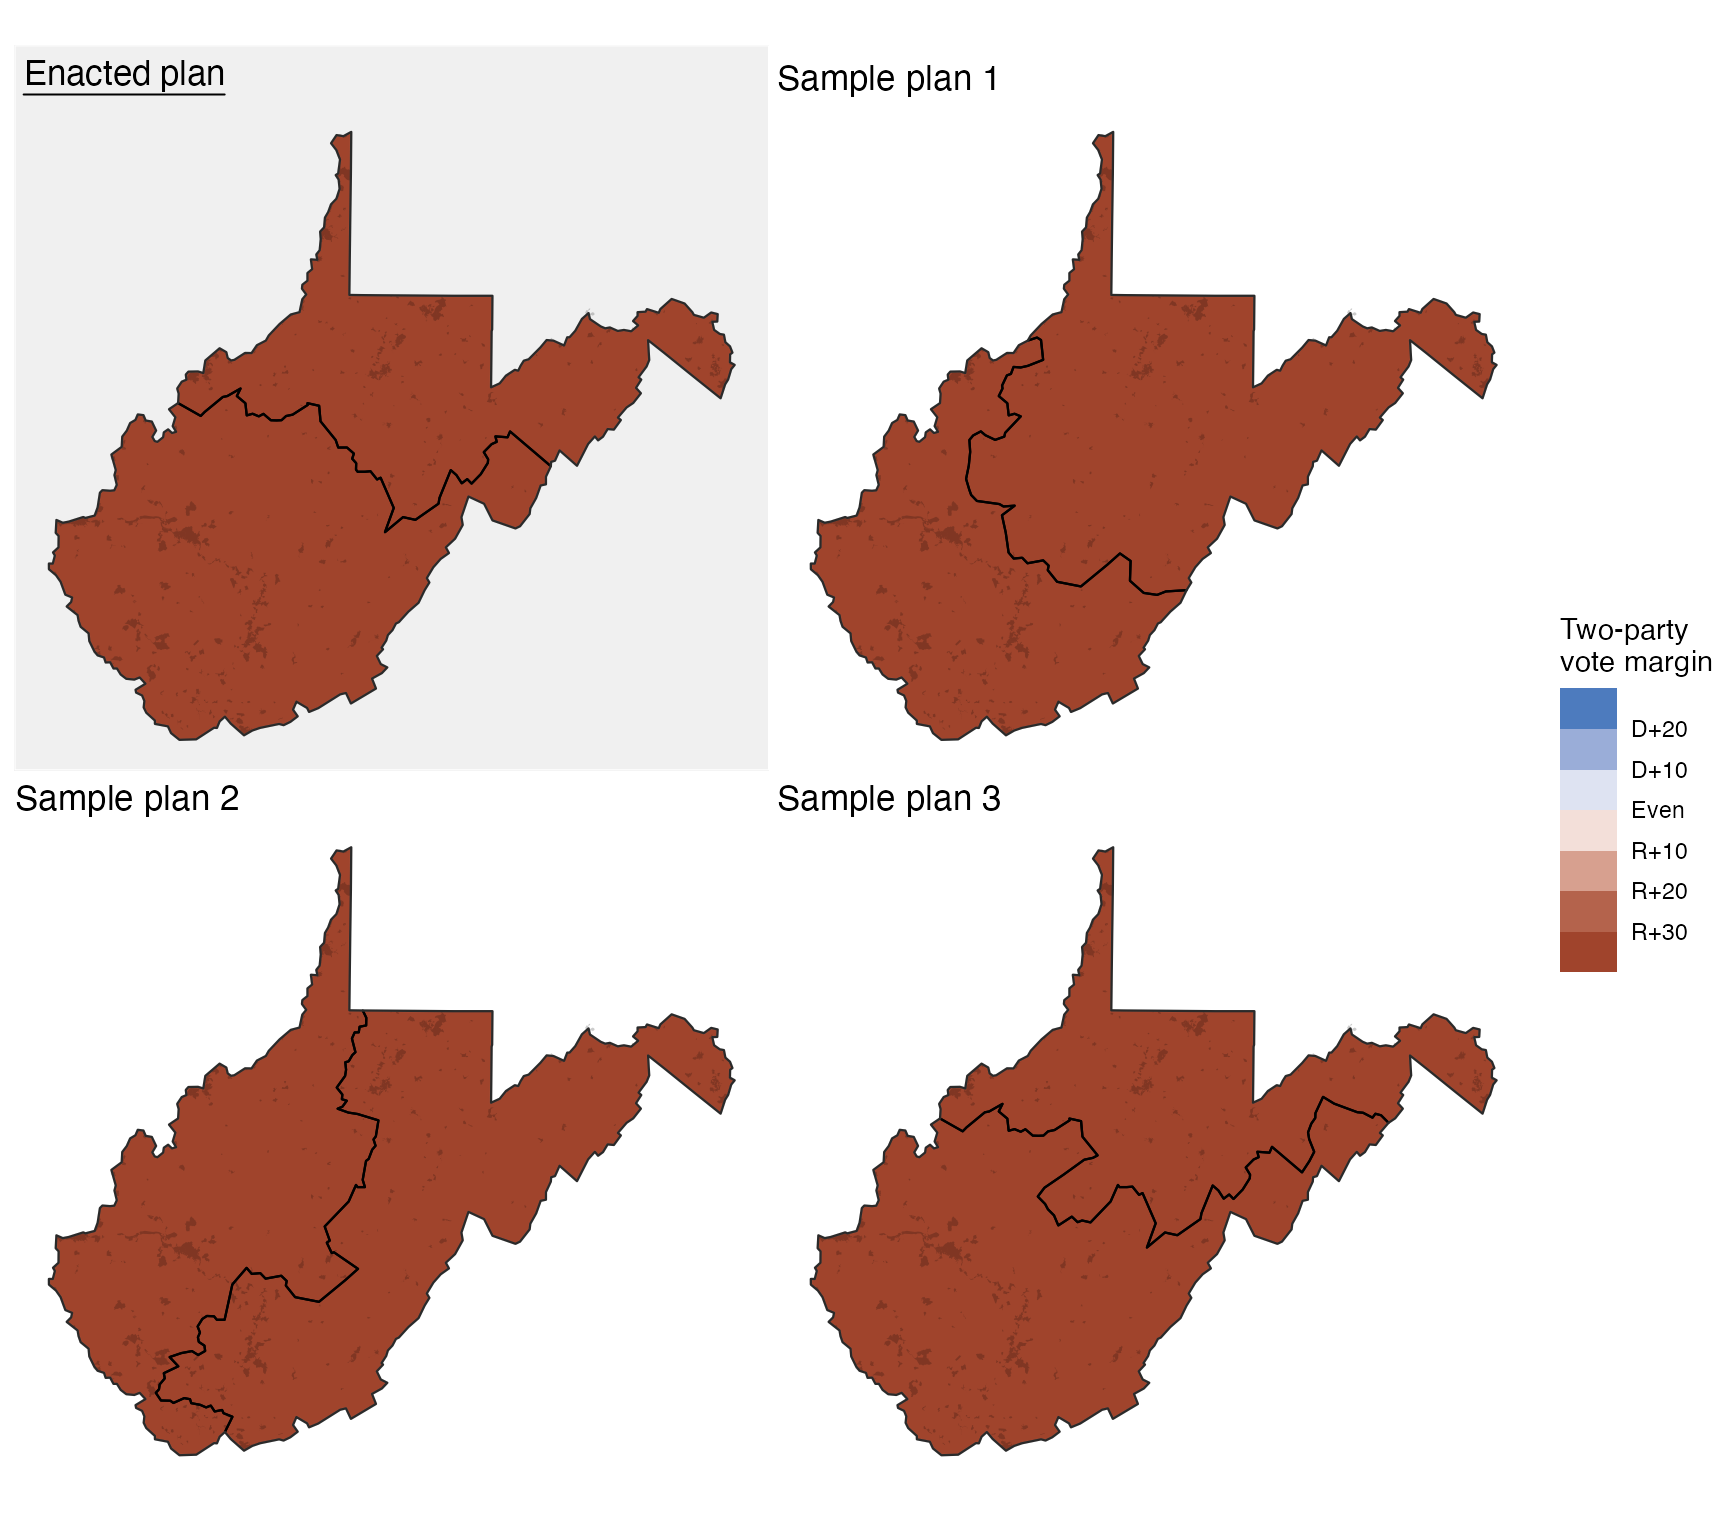 Enacted plan
Sample plan 1
Sample plan 2
Sample plan 3
Two-party
vote margin
D+20
D+10
Even
R+10
R+20
R+30